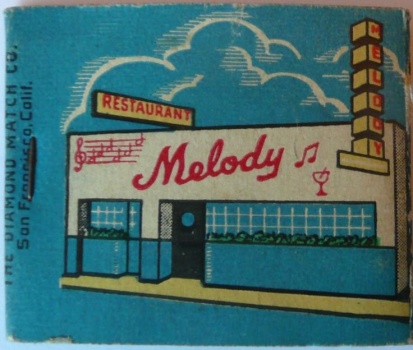 THE DIAMOND MATCH CO.
San Francisco, Calif.
RESTAURANT
Melody
MELODY